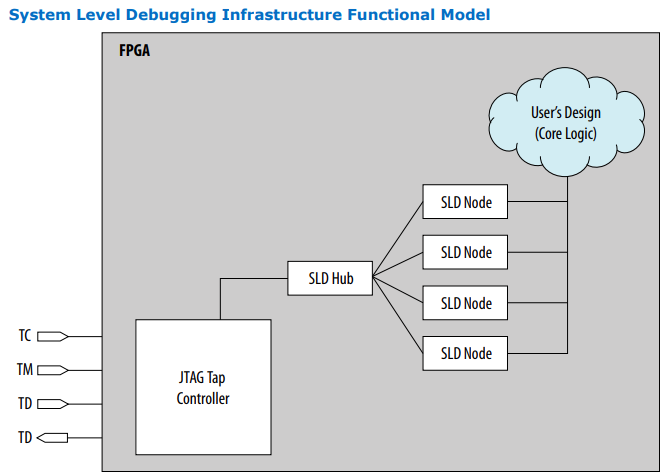 System Level Debugging Infrastructure Functional Model
FPGA
User's Design
(Core Logic)
SLD Node
SLD Node
SLD Hub
SLD Node
SLD Node
TC
TM
TD
TD
JTAG Tap
Controller